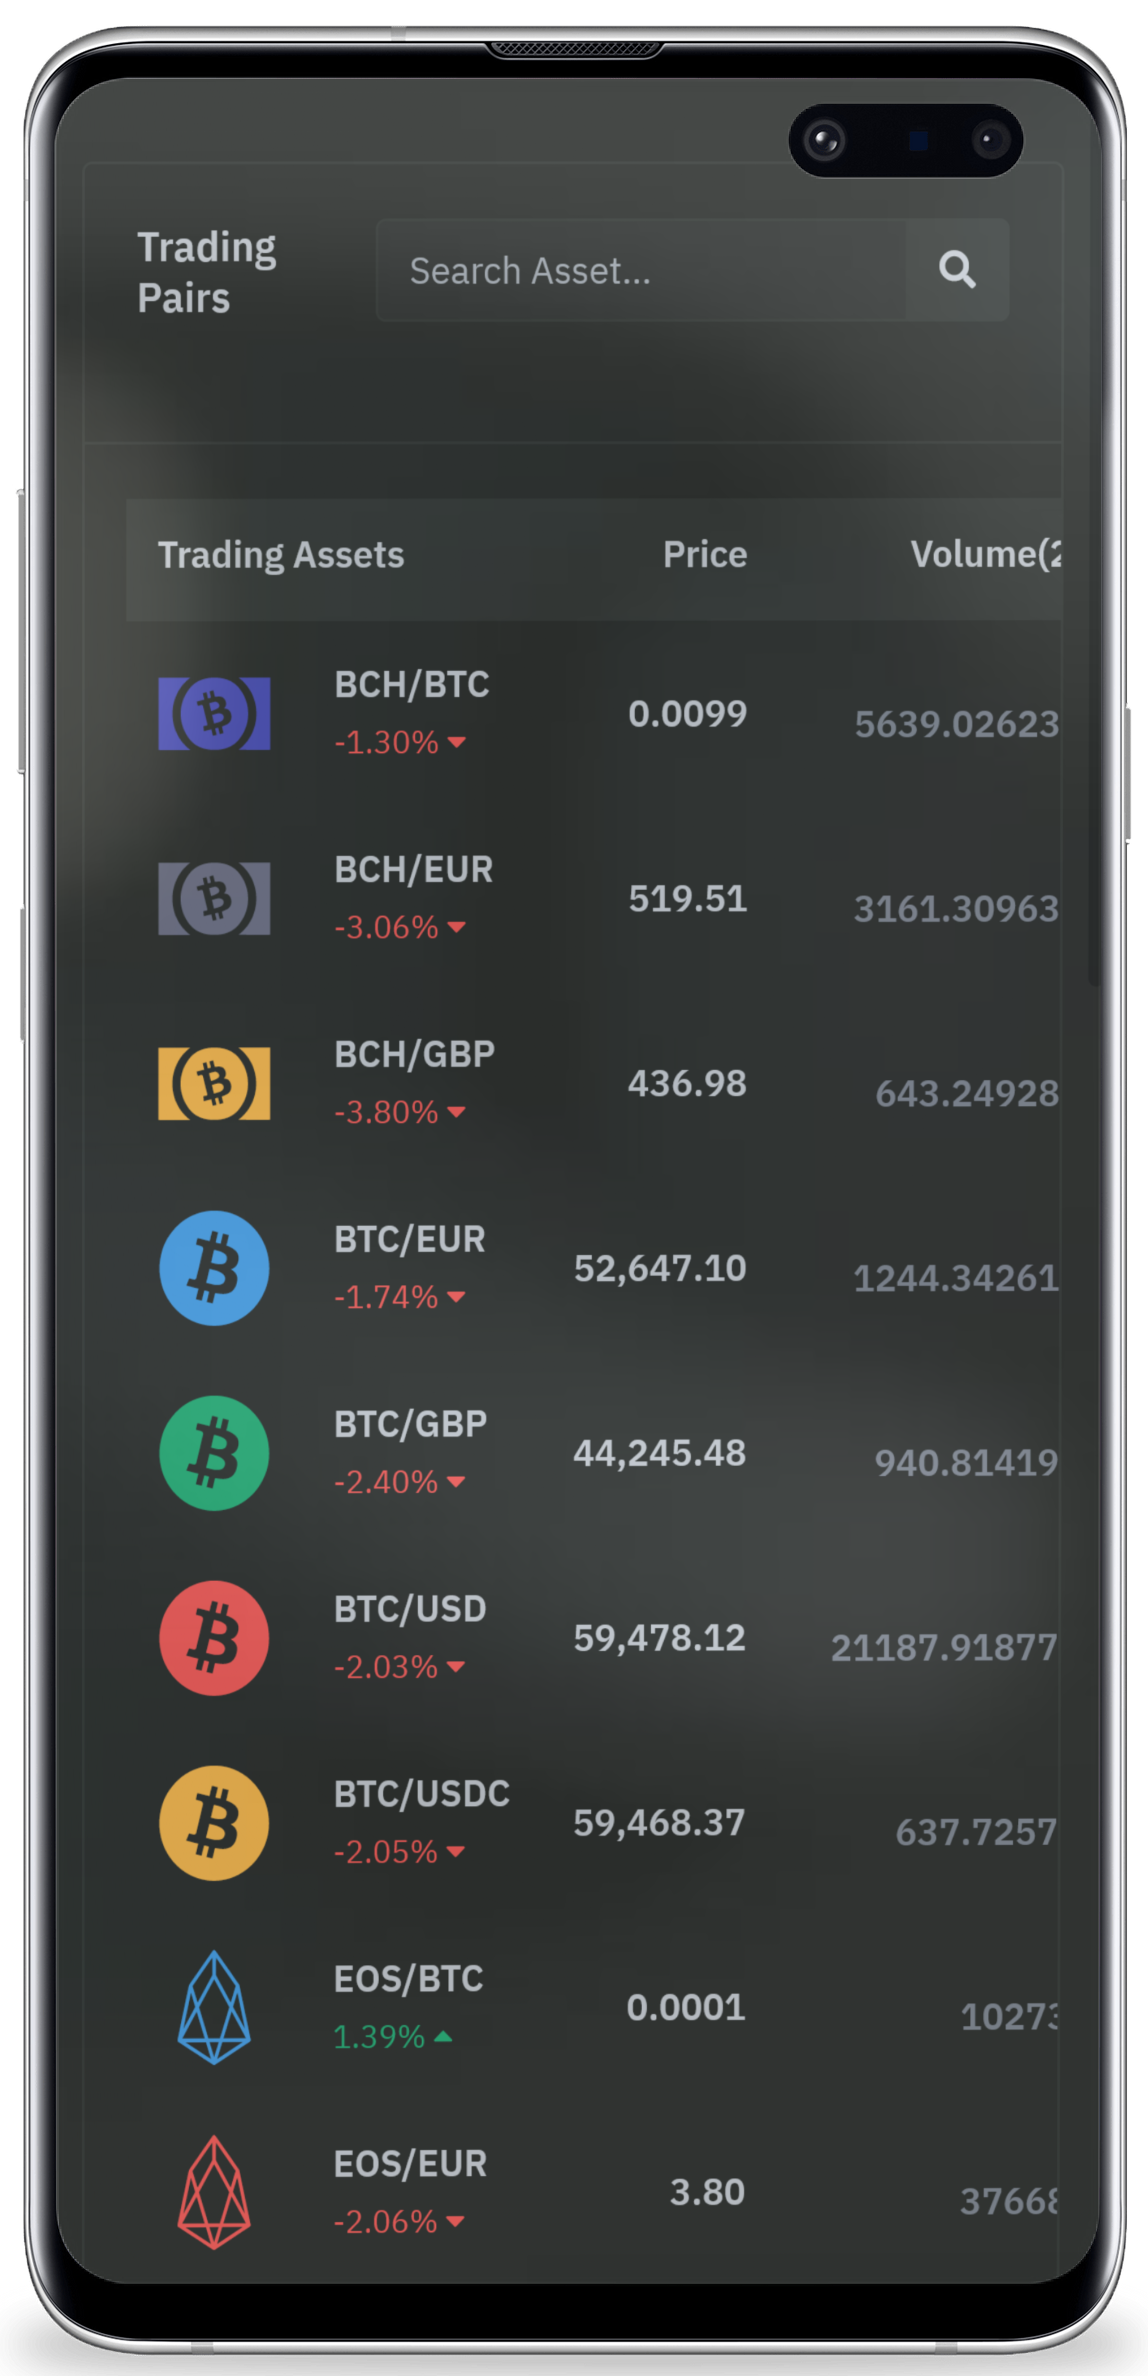 Trading
Pairs
Search Asset...
Trading Assets Price Volume(2
BCH/BTC
-1.30%
0.0099 5639.02623
BCH/EUR
-3.06%
519.51 3161.30963
BCH/GBP
-3.80%
436.98 643.24928
BTC/EUR
-1.74%
52,647.10 1244.34261
BTC/GBP
-2.40%
44,245.48 940.81419
BTC/USD
-2.03%
59,478.12 21187.91877
BTC/USDC
-2.05%
59,468.37 637.7257
EOS/BTC
1.39%
0.0001 10273
EOS/EUR
-2.06%
3.80 37668